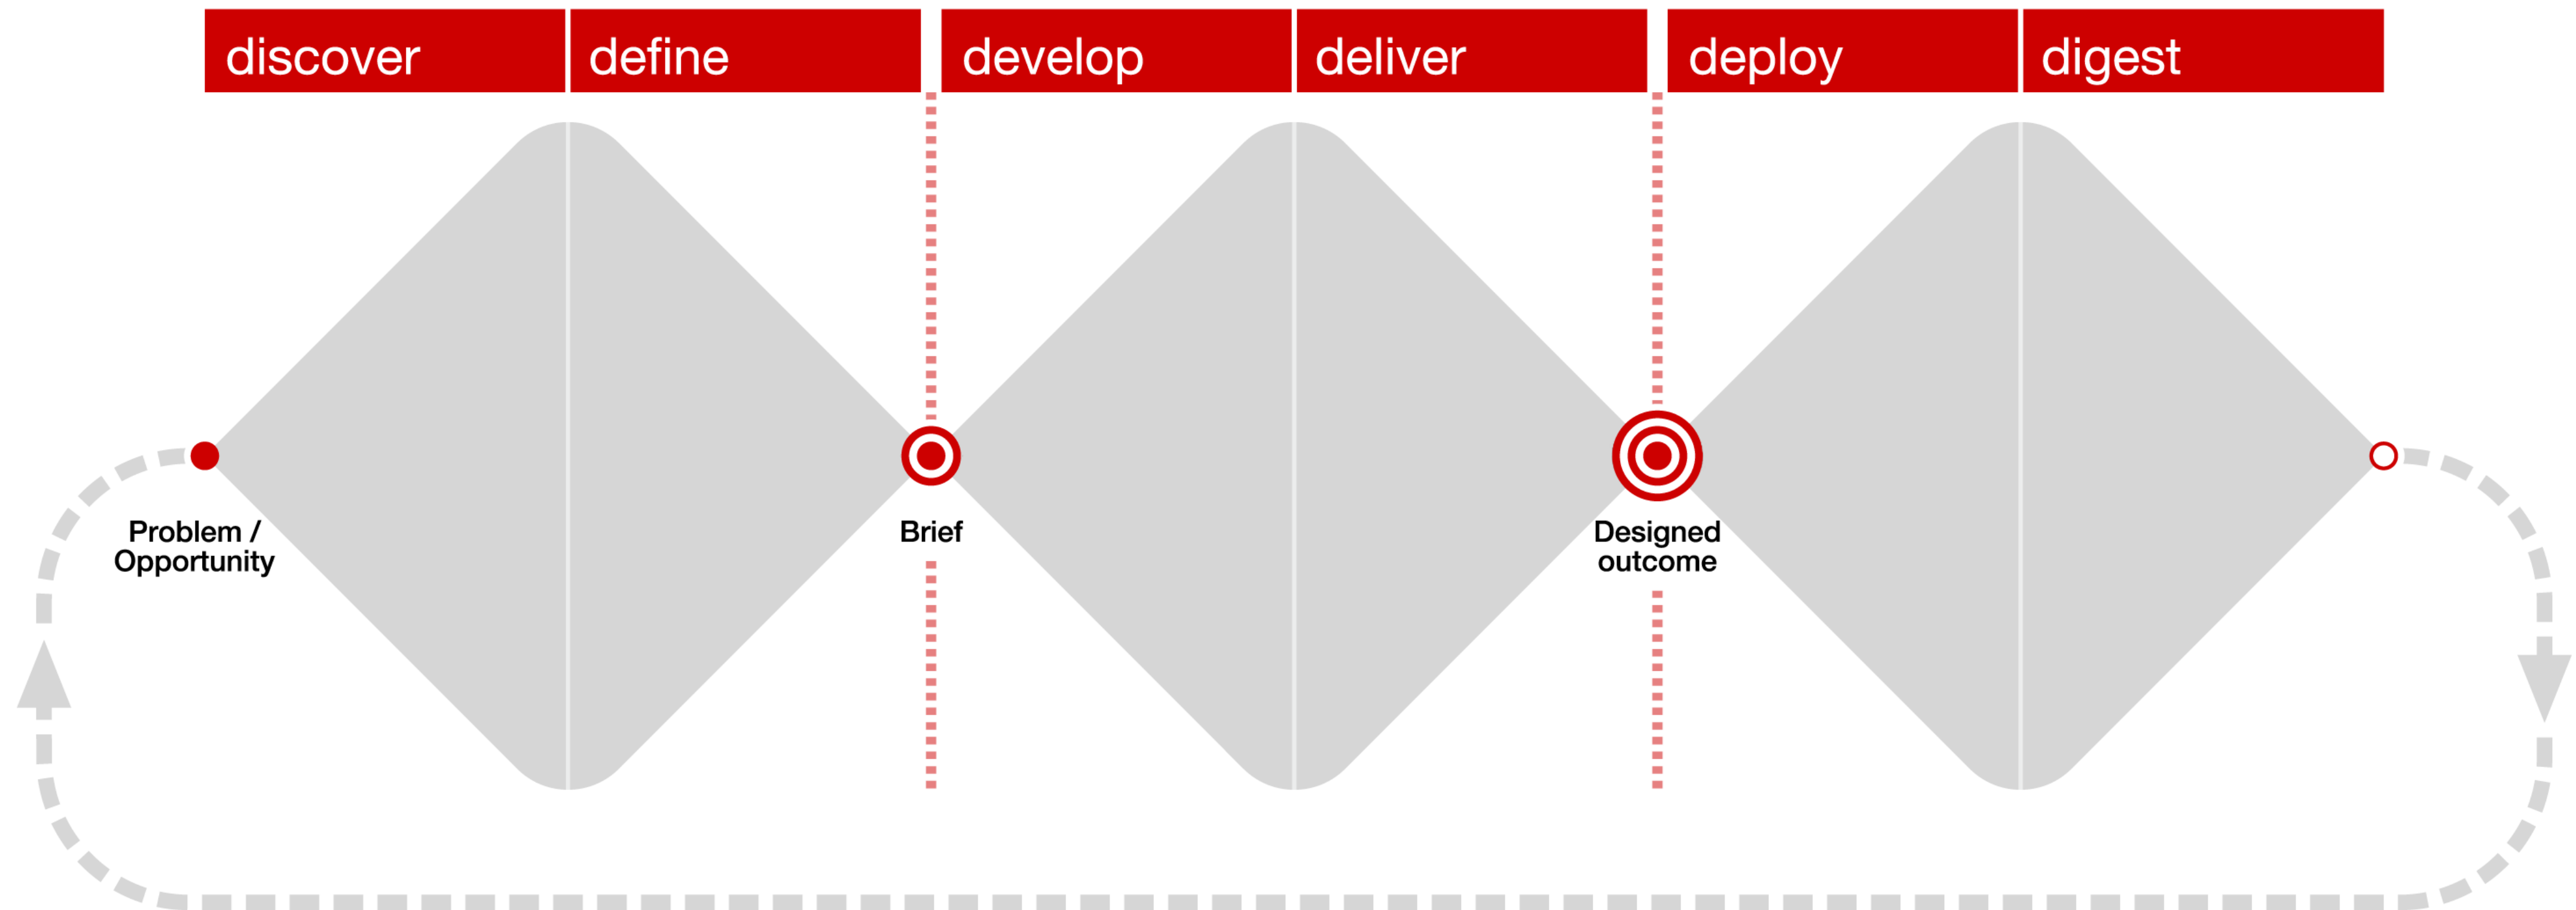 discover
define
develop
deliver
deploy
digest
Problem /
Opportunity
Brief
Designed
outcome